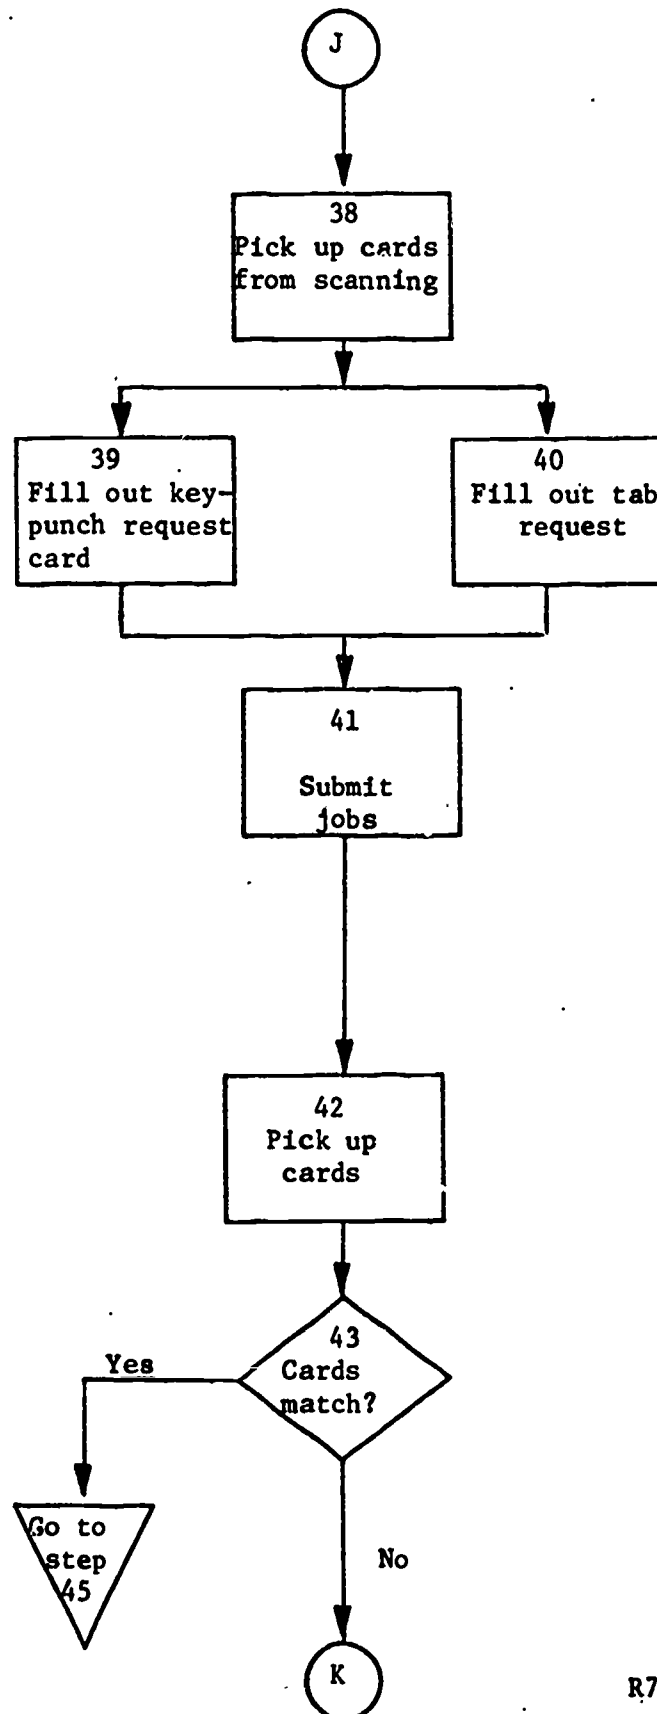 J
38
Pick up cards
from scanning
39
Fill out key-
punch request
card
40
Fill out tab
request
41
Submit
jobs
42
Pick up
cards
43
Cards
match?
Yes
Go to
step
45
No
K
R7